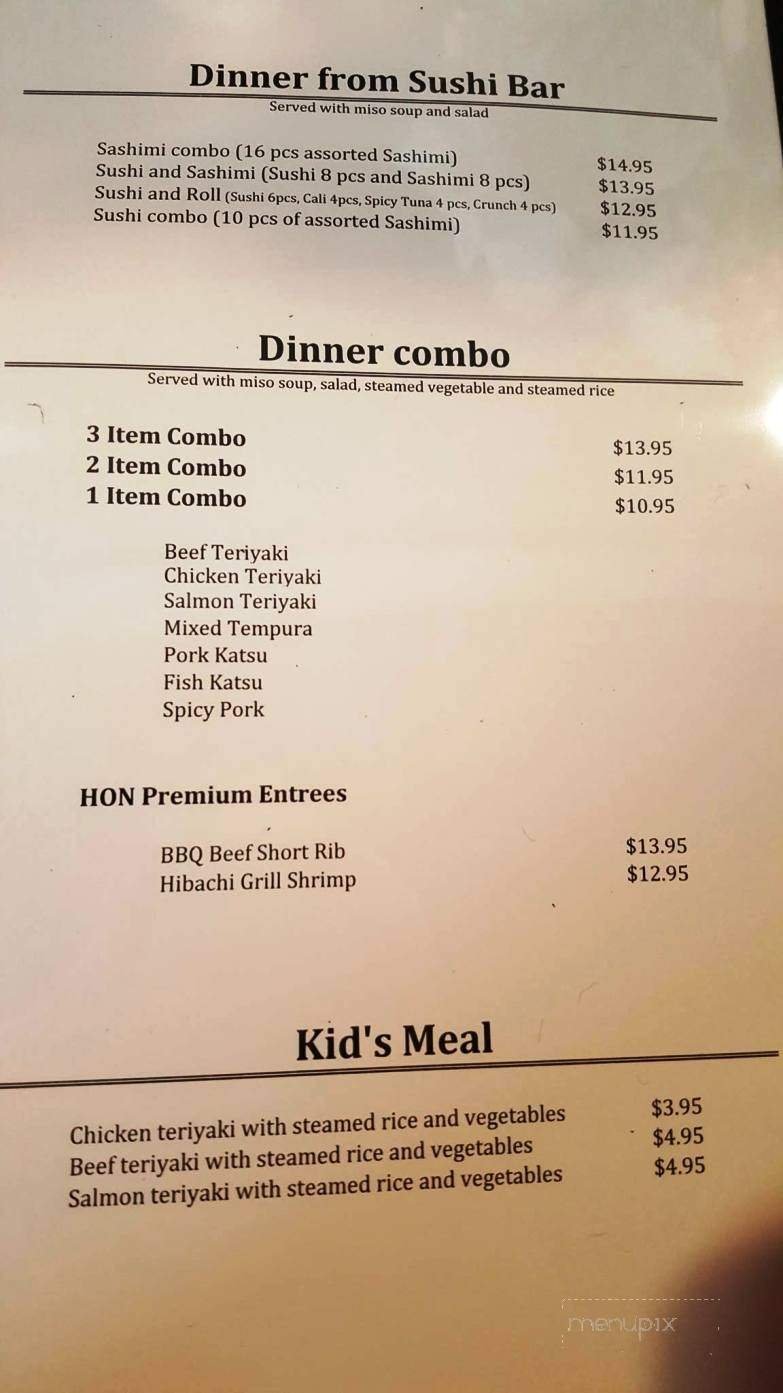 Dinner from Sushi Bar
Served with miso soup and salad
Sashimi combo (16 pcs assorted Sashimi) $14.95
Sushi and Sashimi (Sushi 8 pcs and Sashimi 8 pcs) $13.95
Sushi and Roll (Sushi 6pcs, Cali 4pcs, Spicy Tuna 4 pcs, Crunch 4 pcs) $12.95
Sushi combo (10 pcs of assorted Sashimi) $11.95
Dinner combo
Served with miso soup, salad, steamed vegetable and steamed rice
3 Item Combo $13.95
2 Item Combo $11.95
1 Item Combo $10.95
Beef Teriyaki
Chicken Teriyaki
Salmon Teriyaki
Mixed Tempura
Pork Katsu
Fish Katsu
Spicy Pork
HON Premium Entrees
BBQ Beef Short Rib $13.95
Hibachi Grill Shrimp $12.95
Kid's Meal
Chicken teriyaki with steamed rice and vegetables $3.95
Beef teriyaki with steamed rice and vegetables $4.95
Salmon teriyaki with steamed rice and vegetables $4.95
menupix